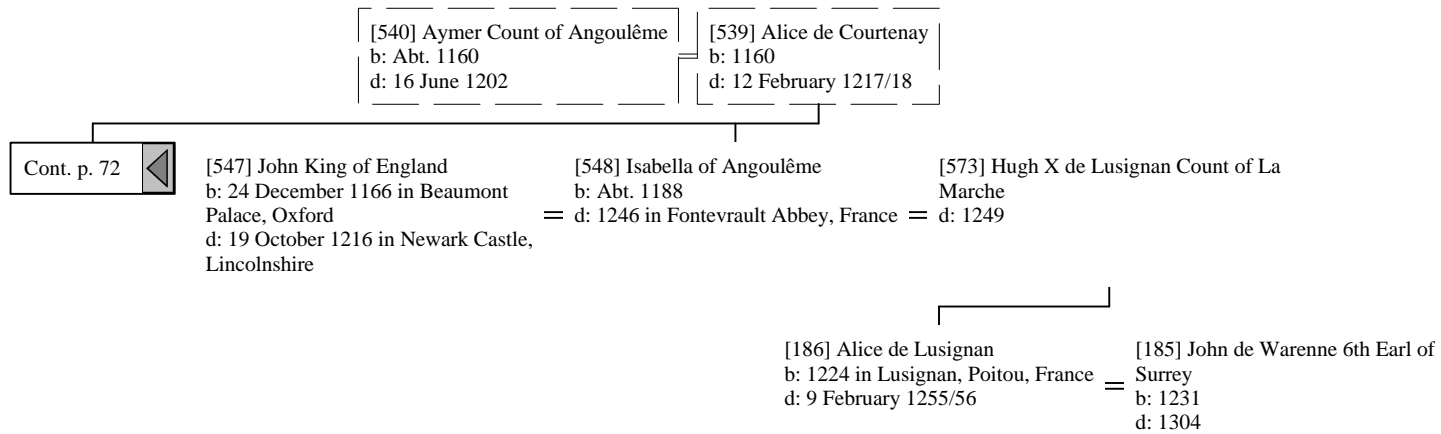 [540] Aymer Count of Angoulême
b: Abt. 1160
d: 16 June 1202
[539] Alice de Courtenay
b: 1160
d: 12 February 1217/18
Cont. p. 72
[547] John King of England
b: 24 December 1166 in Beaumont
Palace, Oxford
d: 19 October 1216 in Newark Castle,
Lincolnshire
=
[548] Isabella of Angoulême
b: Abt. 1188
d: 1246 in Fontevrault Abbey, France
=
[573] Hugh X de Lusignan Count of La
Marche
d: 1249
[186] Alice de Lusignan
b: 1224 in Lusignan, Poitou, France
d: 9 February 1255/56
=
[185] John de Warenne 6th Earl of
Surrey
b: 1231
d: 1304